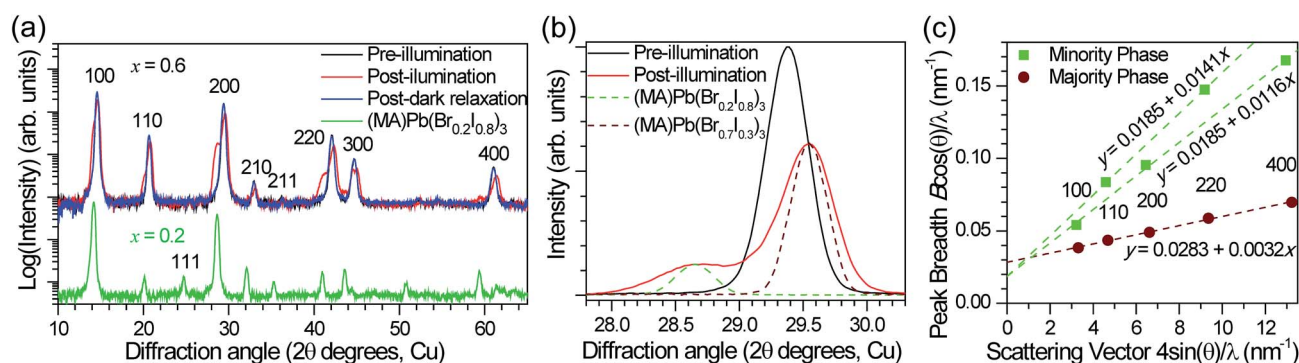 (a)
Log(Intensity) (arb. units)
100
x = 0.6
110
200
210
211
220
300
400
Pre-illumination
Post-ilumination
Post-dark relaxation
(MA)Pb(Br0.2I0.8)3
x = 0.2
111
10 20 30 40 50 60
Diffraction angle (2θ degrees, Cu)
(b)
Intensity (arb. units)
Pre-illumination
Post-illumination
(MA)Pb(Br0.2I0.8)3
(MA)Pb(Br0.7I0.3)3
28.0 28.5 29.0 29.5 30.0
Diffraction angle (2θ degrees, Cu)
(c)
Peak Breadth Bcos(θ)/λ (nm-1)
0.15
0.10
0.05
0.00
Minority Phase
Majority Phase
y = 0.0185 + 0.0141x
y = 0.0185 + 0.0116x
100
110
200
220
400
y = 0.0283 + 0.0032x
0 2 4 6 8 10 12
Scattering Vector 4sin(θ)/λ (nm-1)